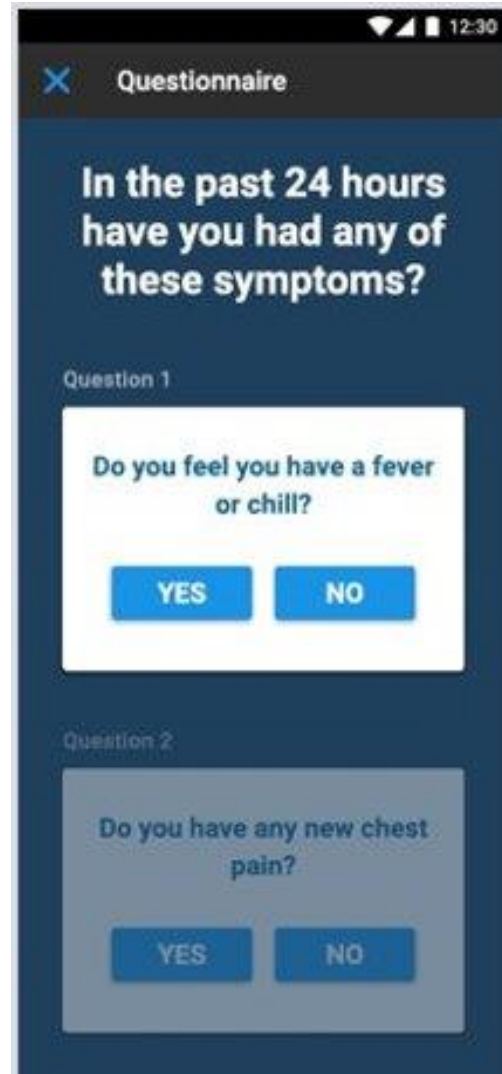 12:30
Questionnaire
In the past 24 hours
have you had any of
these symptoms?
Question 1
Do you feel you have a fever
or chill?
YES NO
Question 2
Do you have any new chest
pain?
YES NO